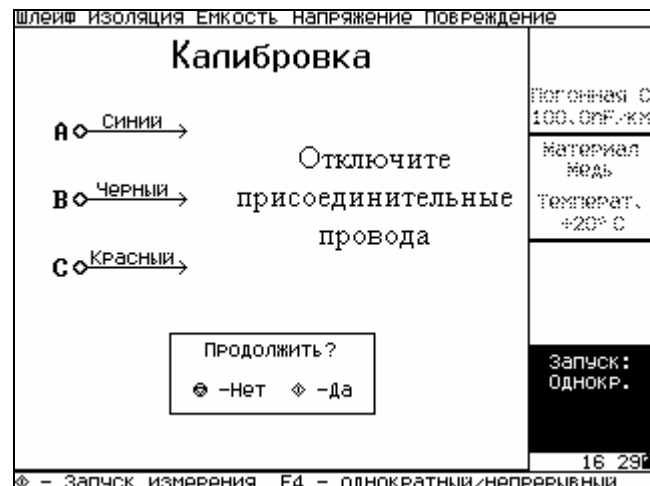 Шлейф Изоляция Емкость Напряжение Повреждение
Калибровка
Погонная С
100.0nF/км
А Синий
Материал
Медь
Отключите
присоединительные
провода
В Черный
Температ.
+20° С
С Красный
Продолжить?
-Нет -Да
Запуск:
Однокр.
16 29
- Запуск измерения F4 - однократный/непрерывный